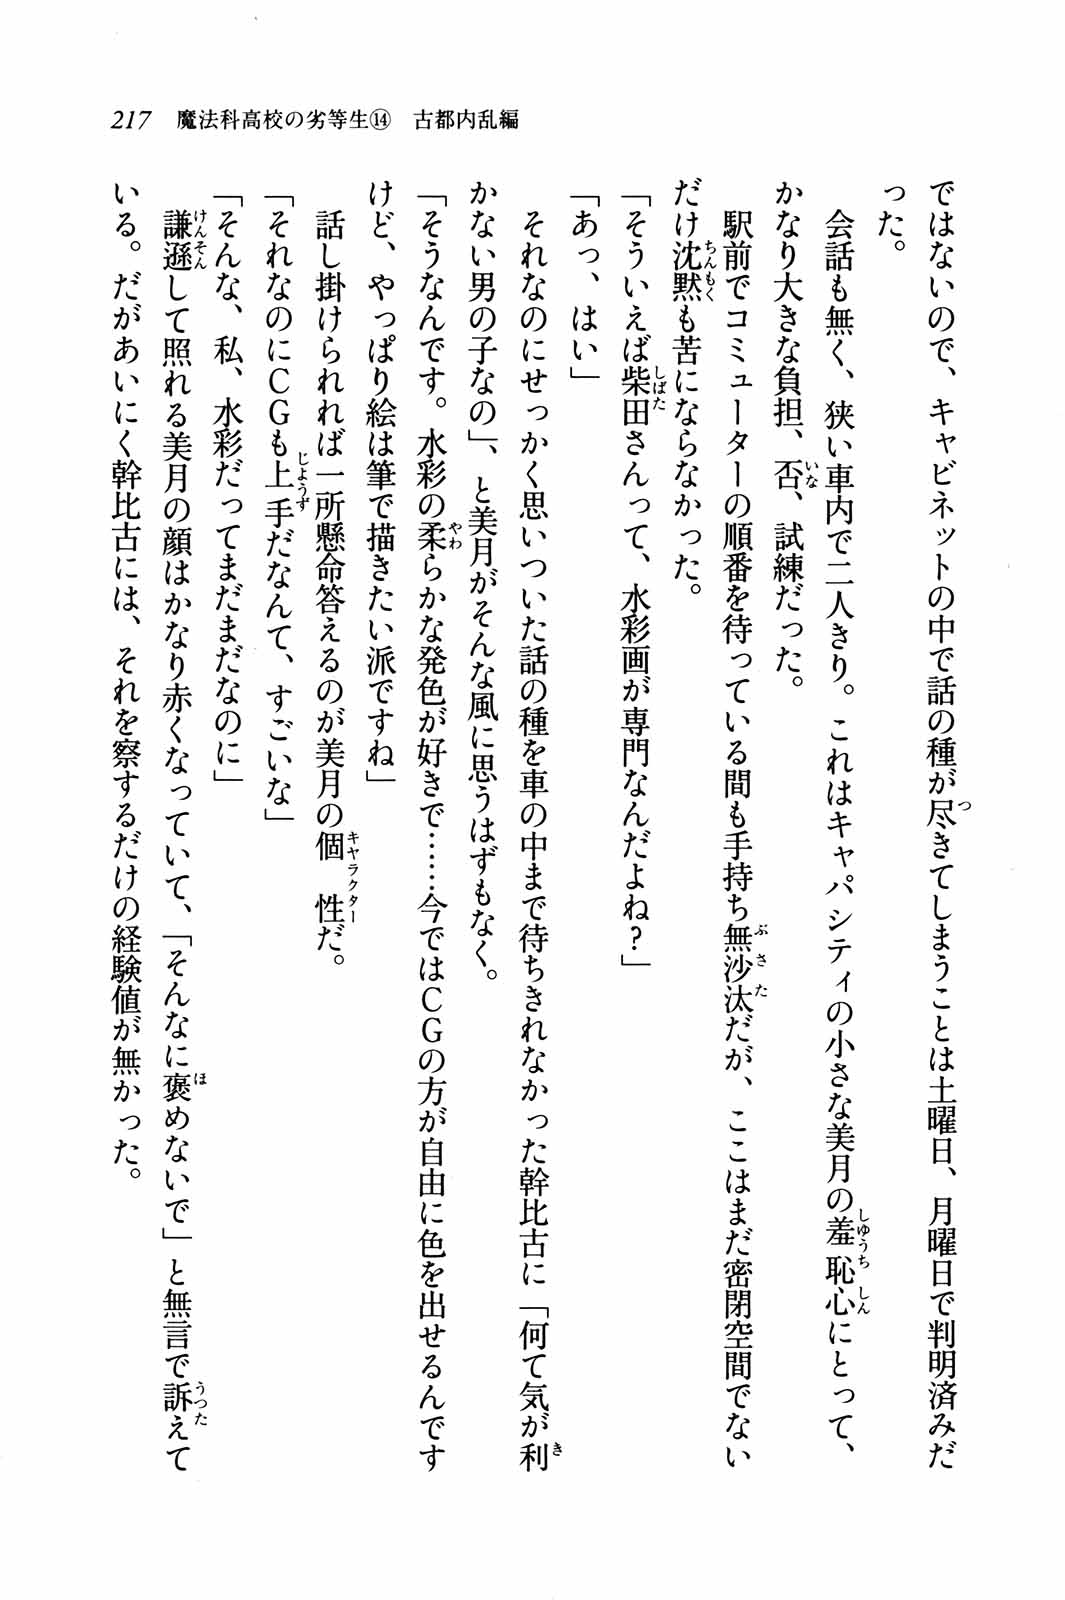 217　魔法科高校の劣等生⑭　古都内乱編
ではないので、キャビネットの中で話の種が尽きてしまうことは土曜日、月曜日で判明済みだ
った。
　会話も無く、狭い車内で二人きり。これはキャパシティの小さな美月の羞恥心にとって、
かなり大きな負担、否、試練だった。
　駅前でコミューターの順番を待っている間も手持ち無沙汰だが、ここはまだ密閉空間でない
だけ沈黙も苦にならなかった。
「そういえば柴田さんって、水彩画が専門なんだよね？」
「あっ、はい」
　それなのにせっかく思いついた話の種を車の中まで待ちきれなかった幹比古に「何て気が利
かない男の子なの」、と美月がそんな風に思うはずもなく。
「そうなんです。水彩の柔らかな発色が好きで……今ではＣＧの方が自由に色を出せるんです
けど、やっぱり絵は筆で描きたい派ですね」
　話し掛けられれば一所懸命答えるのが美月の個性だ。
「それなのにＣＧも上手だなんて、すごいな」
「そんな、私、水彩だってまだまだなのに」
　謙遜して照れる美月の顔はかなり赤くなっていて、「そんなに褒めないで」と無言で訴えて
いる。だがあいにく幹比古には、それを察するだけの経験値が無かった。